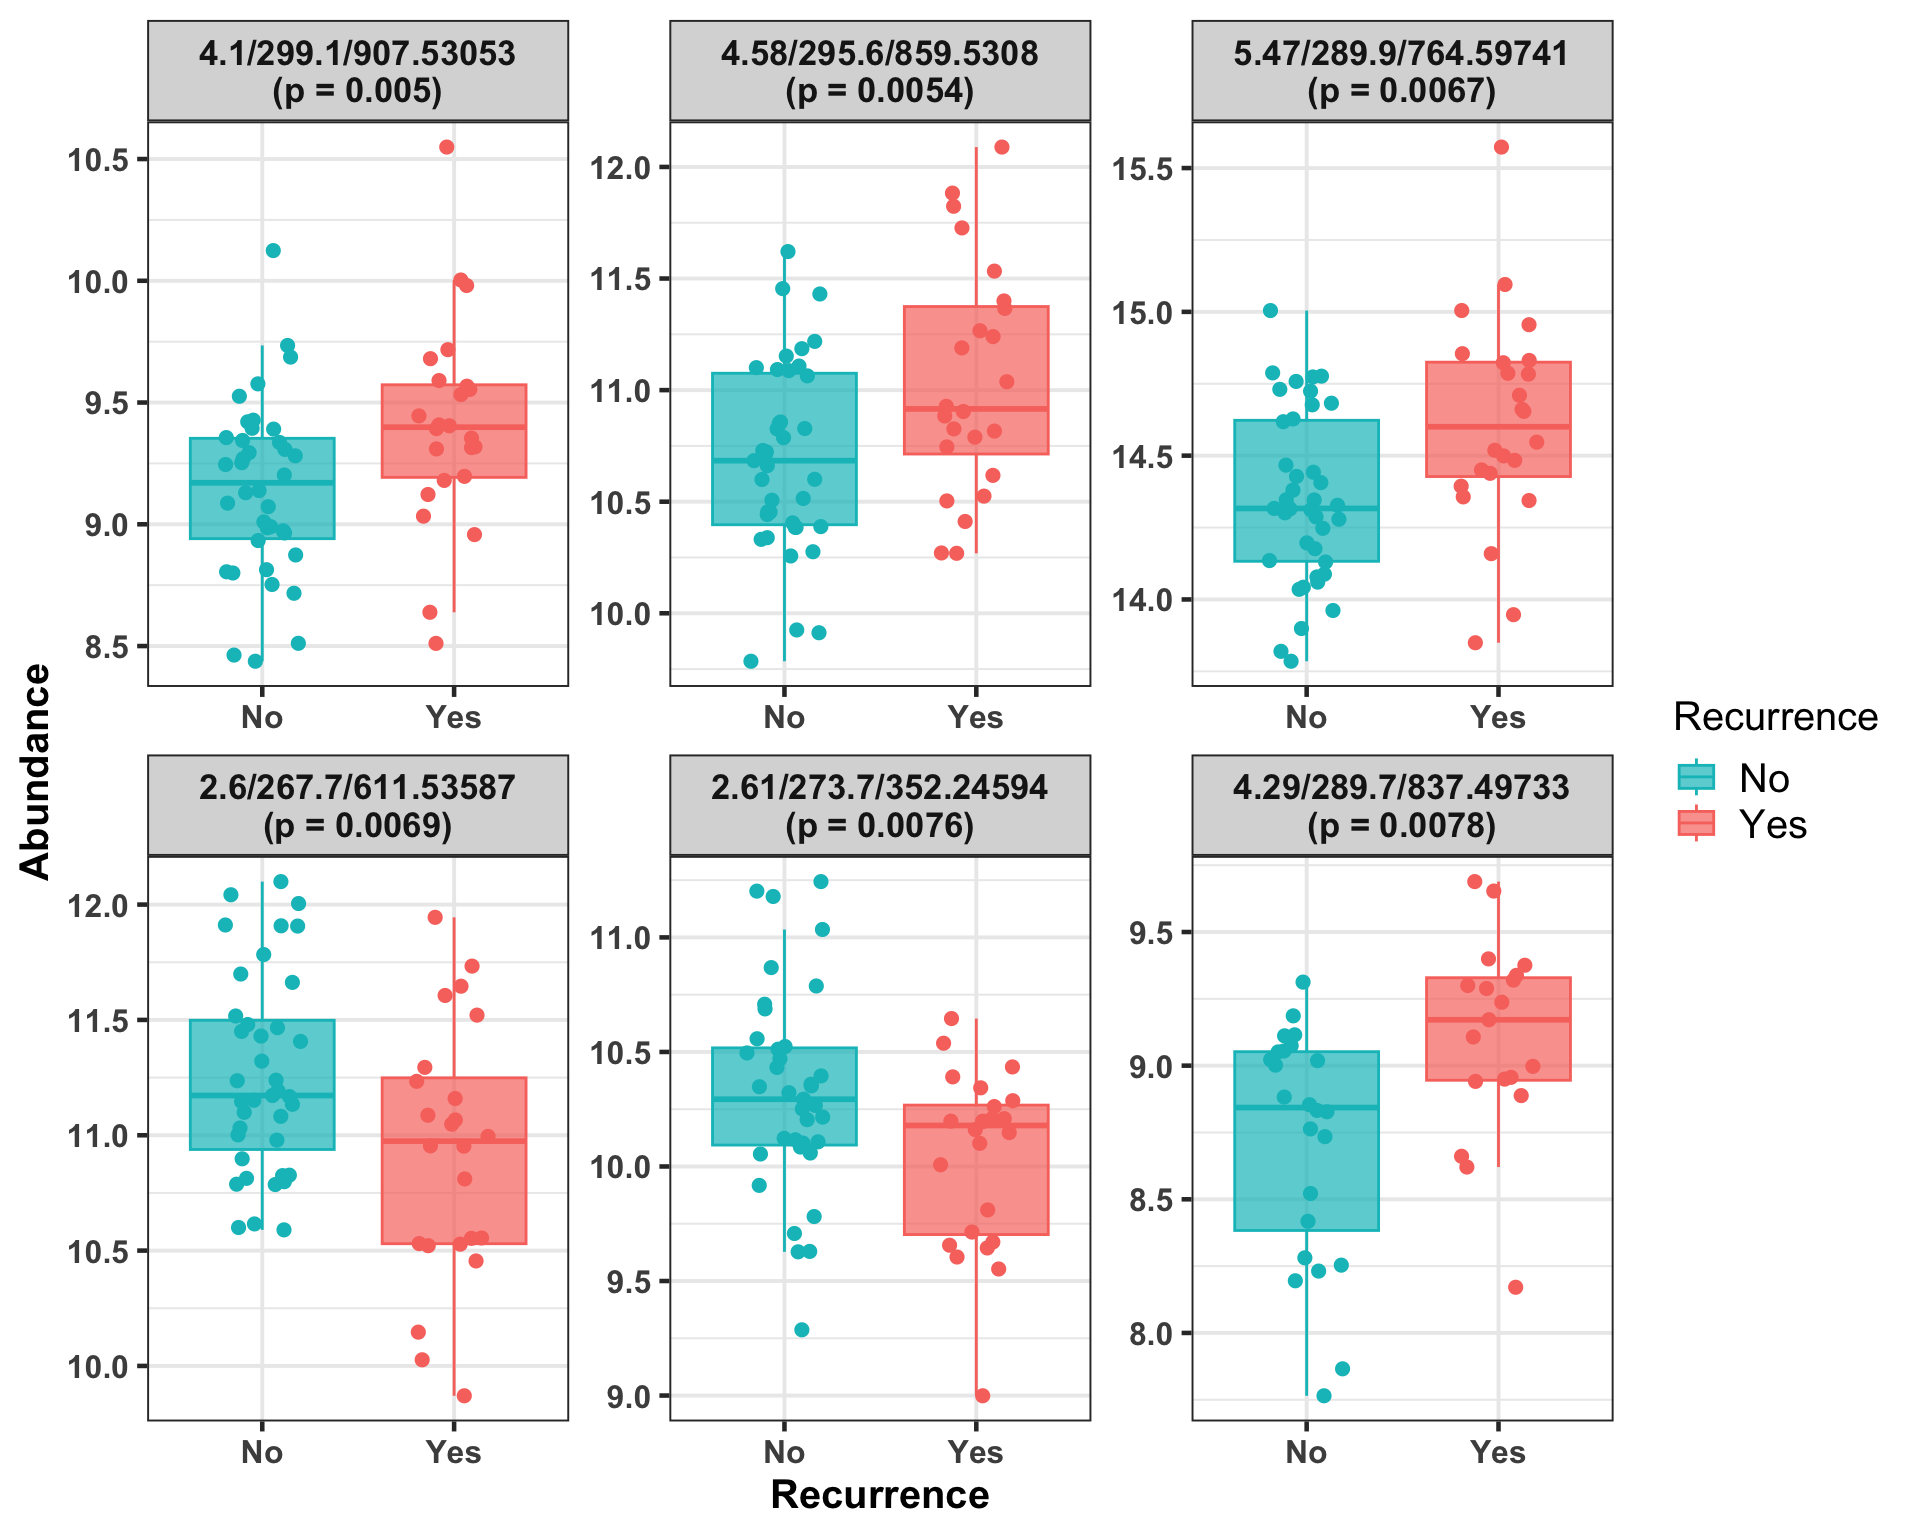 4.1/299.1/907.53053
(p = 0.005)
4.58/295.6/859.5308
(p = 0.0054)
5.47/289.9/764.59741
(p = 0.0067)
10.5
10.0
9.5
9.0
8.5
12.0
11.5
11.0
10.5
10.0
15.5
15.0
14.5
14.0
No
Yes
No
Yes
No
Yes
2.6/267.7/611.53587
(p = 0.0069)
2.61/273.7/352.24594
(p = 0.0076)
4.29/289.7/837.49733
(p = 0.0078)
12.0
11.5
11.0
10.5
10.0
11.0
10.5
10.0
9.5
9.0
9.5
9.0
8.5
8.0
No
Yes
No
Yes
No
Yes
Abundance
Recurrence
Recurrence
No
Yes